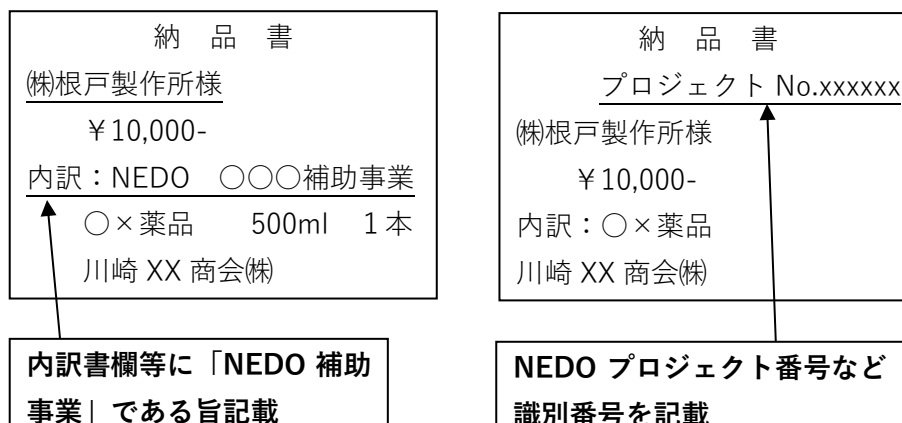 納 品 書
㈱根戸製作所様
￥10,000-
内訳：NEDO ○○○補助事業
○×薬品 500ml 1本
川崎 XX 商会㈱
内訳書欄等に「NEDO 補助
事業」である旨記載
納 品 書
プロジェクト No.xxxxxx
㈱根戸製作所様
￥10,000-
内訳：○×薬品
川崎 XX 商会㈱
NEDO プロジェクト番号など
識別番号を記載